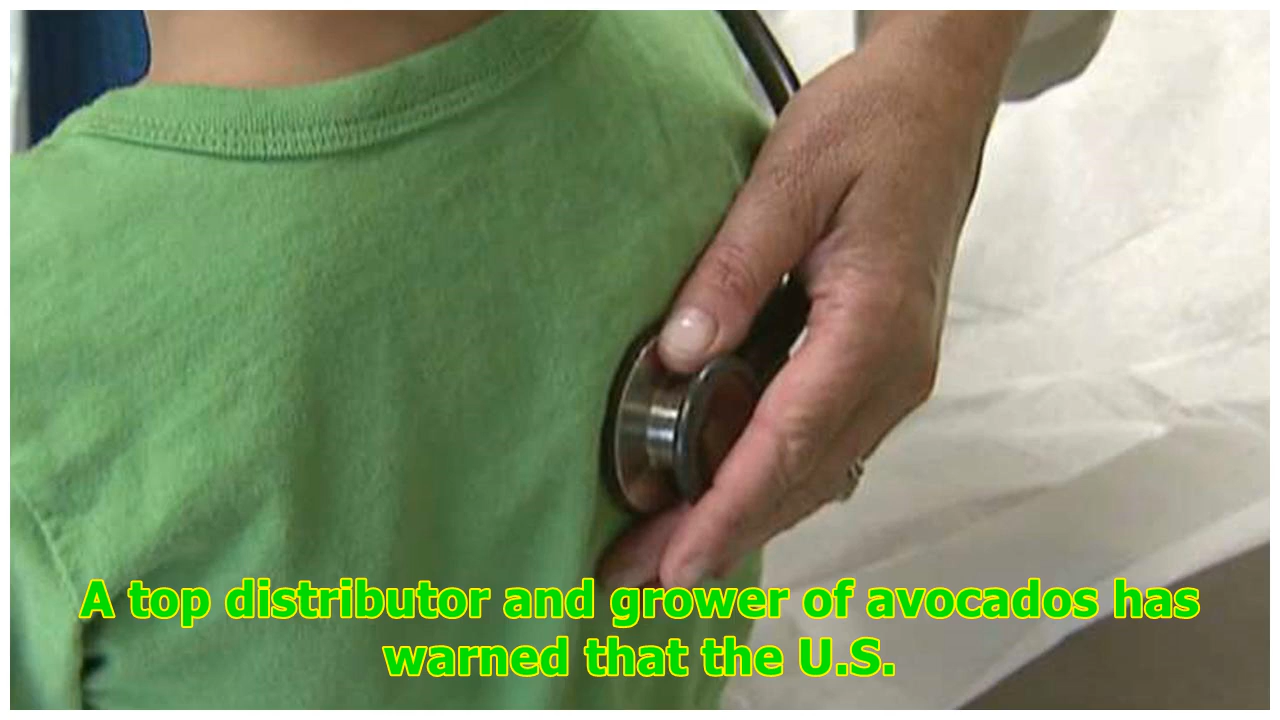 A top distributor and grower of avocados has
warned that the U.S.